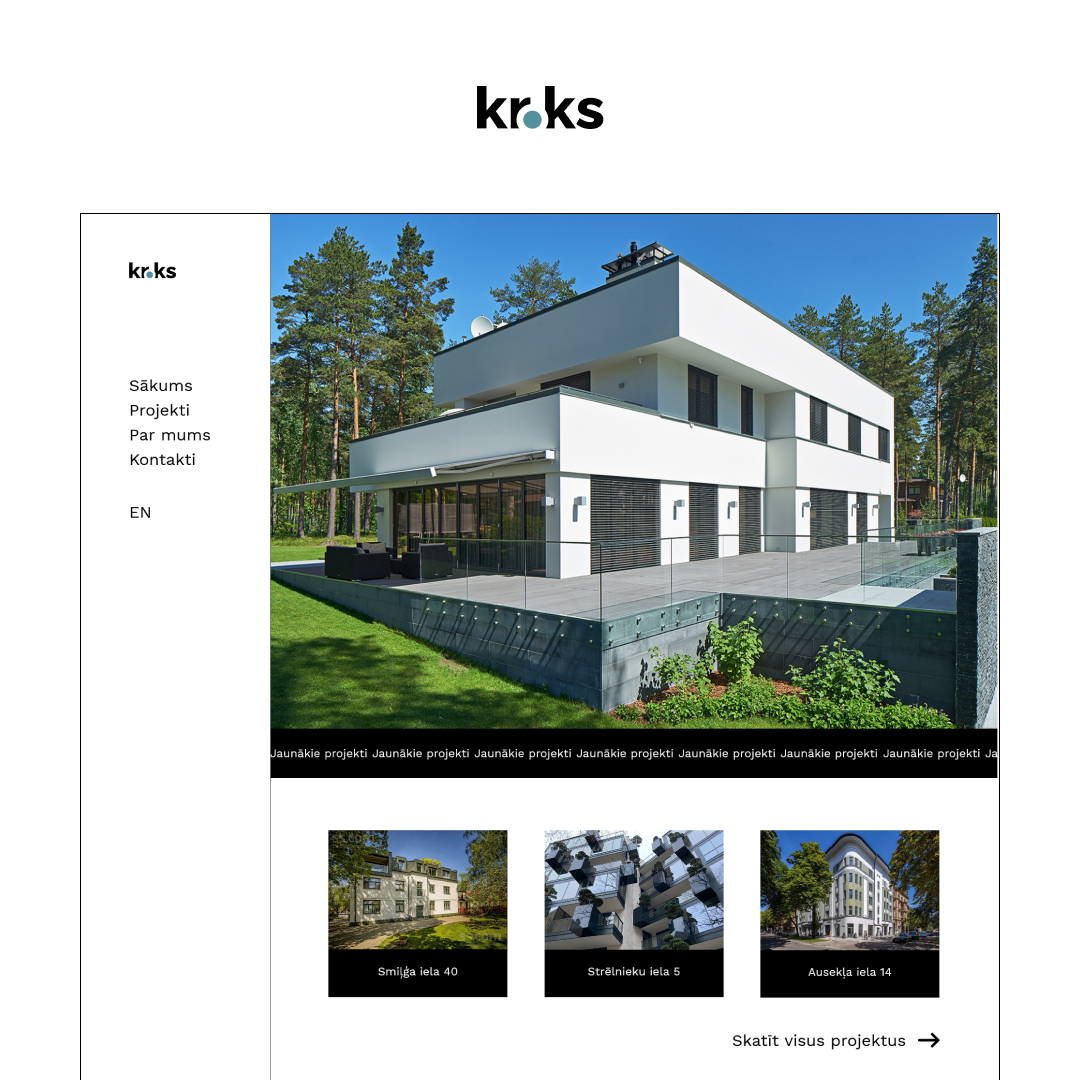 kr.ks
kr.ks
Sākums
Projekti
Par mums
Kontakti
EN
Jaunākie projekti Jaunākie projekti Jaunākie projekti Jaunākie projekti Jaunākie projekti Jaunākie projekti Jaunākie projekti Ja
Smiļģa iela 40
Strēlnieku iela 5
Ausekļa iela 14
Skatīt visus projektus →